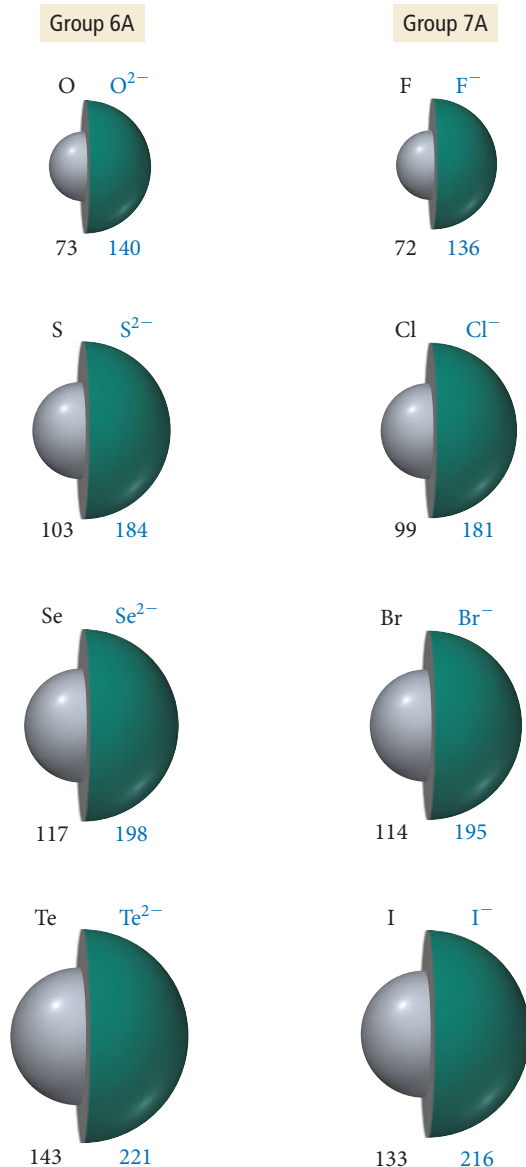 Group 6A Group 7A
O O²⁻ F F⁻
73 140 72 136
S S²⁻ Cl Cl⁻
103 184 99 181
Se Se²⁻ Br Br⁻
117 198 114 195
Te Te²⁻ I I⁻
143 221 133 216